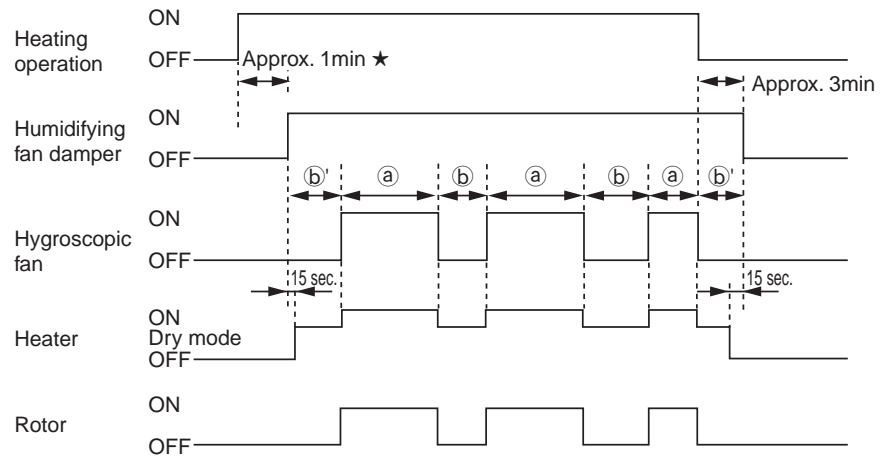 Heating
operation
ON
OFF
Approx. 1min ★
Approx. 3min
Humidifying
fan damper
ON
OFF
ⓑ' ⓐ ⓑ ⓐ ⓑ ⓐ ⓑ'
Hygroscopic
fan
ON
OFF
15 sec. 15 sec.
Heater
ON
Dry mode
OFF
Rotor
ON
OFF